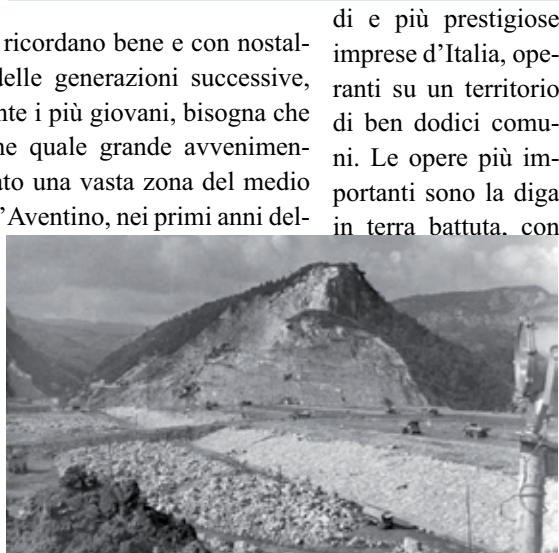 ricordano bene e con nostal-
delle generazioni successive,
nte i più giovani, bisogna che
ne quale grande avvenimen-
ato una vasta zona del medio
’Aventino, nei primi anni del-
di e più prestigiose
imprese d’Italia, ope-
ranti su un territorio
di ben dodici comu-
ni. Le opere più im-
portanti sono la diga
in terra battuta, con